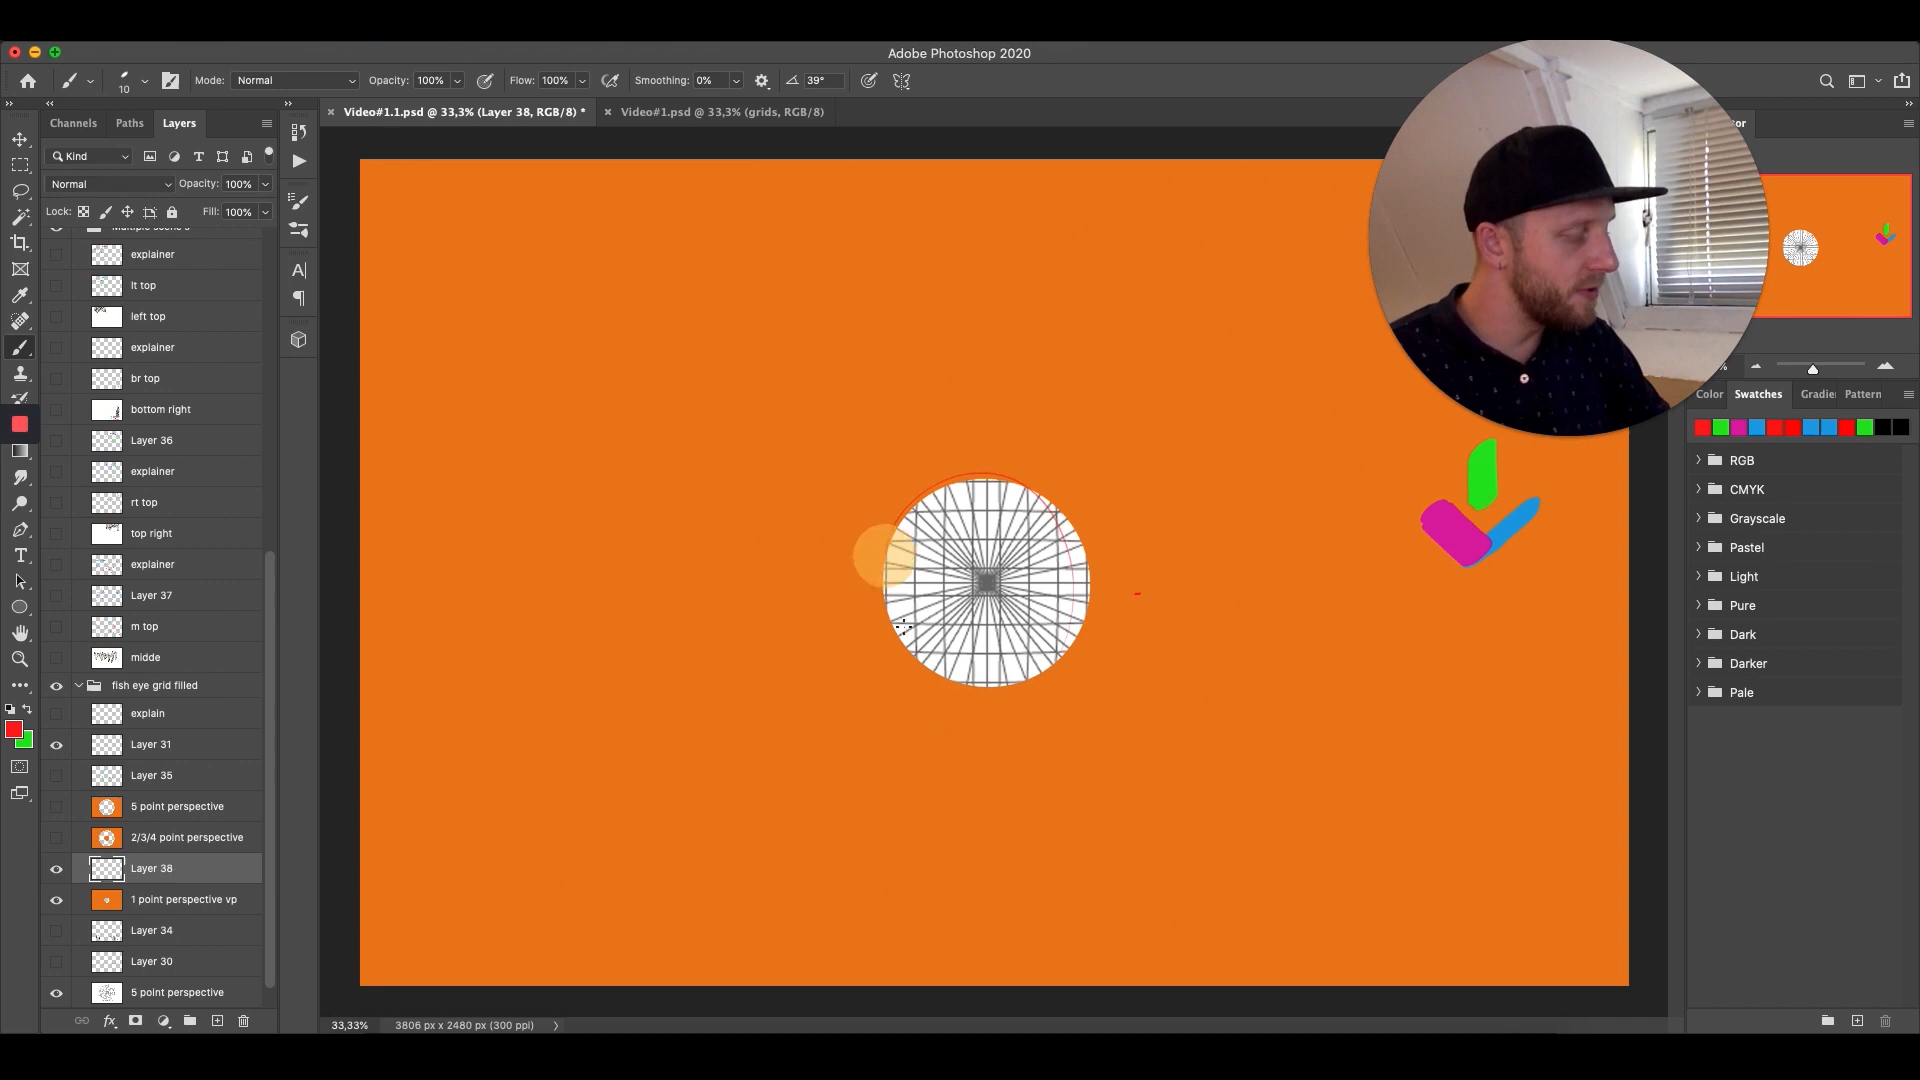 Adobe Photoshop 2020
10
Mode: Normal
Opacity: 100%
Flow: 100%
Smoothing: 0%
39°
Channels Paths Layers
Video#1.1.psd @ 33,3% (Layer 38, RGB/8) *
Video#1.psd @ 33,3% (grids, RGB/8)
Kind
Normal Opacity: 100%
Lock: Fill: 100%
explainer
lt top
left top
explainer
br top
bottom right
Layer 36
explainer
rt top
top right
explainer
Layer 37
m top
midde
fish eye grid filled
explain
Layer 31
Layer 35
5 point perspective
2/3/4 point perspective
Layer 38
1 point perspective vp
Layer 34
Layer 30
5 point perspective
fx
33,33% 3806 px x 2480 px (300 ppi)
Color Swatches Gradie Pattern
RGB
CMYK
Grayscale
Pastel
Light
Pure
Dark
Darker
Pale